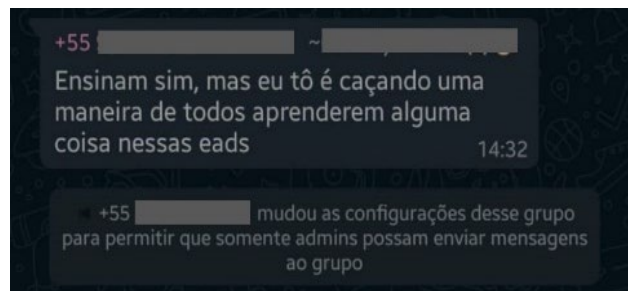 +55 ~
Ensinam sim, mas eu tô é caçando uma
maneira de todos aprenderem alguma
coisa nessas eads
14:32
+55 mudou as configurações desse grupo
para permitir que somente admins possam enviar mensagens
ao grupo